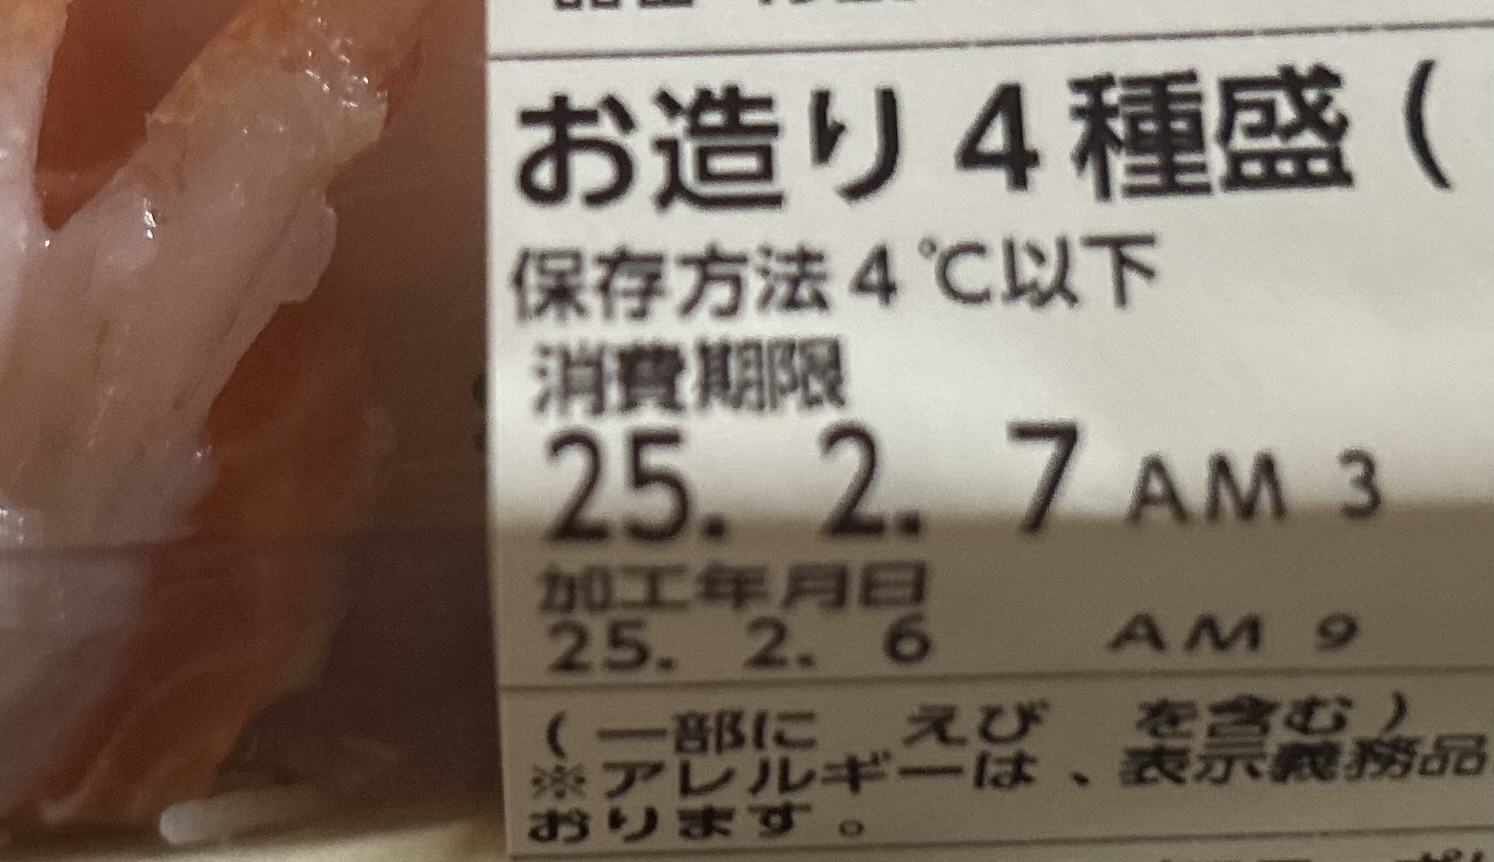 お造り4種盛(
保存方法4℃以下
消費期限
25. 2. 7 AM 3
加工年月日
25. 2. 6 AM 9
(一部に えび を含む)
※アレルギーは、表示義務品
おります。